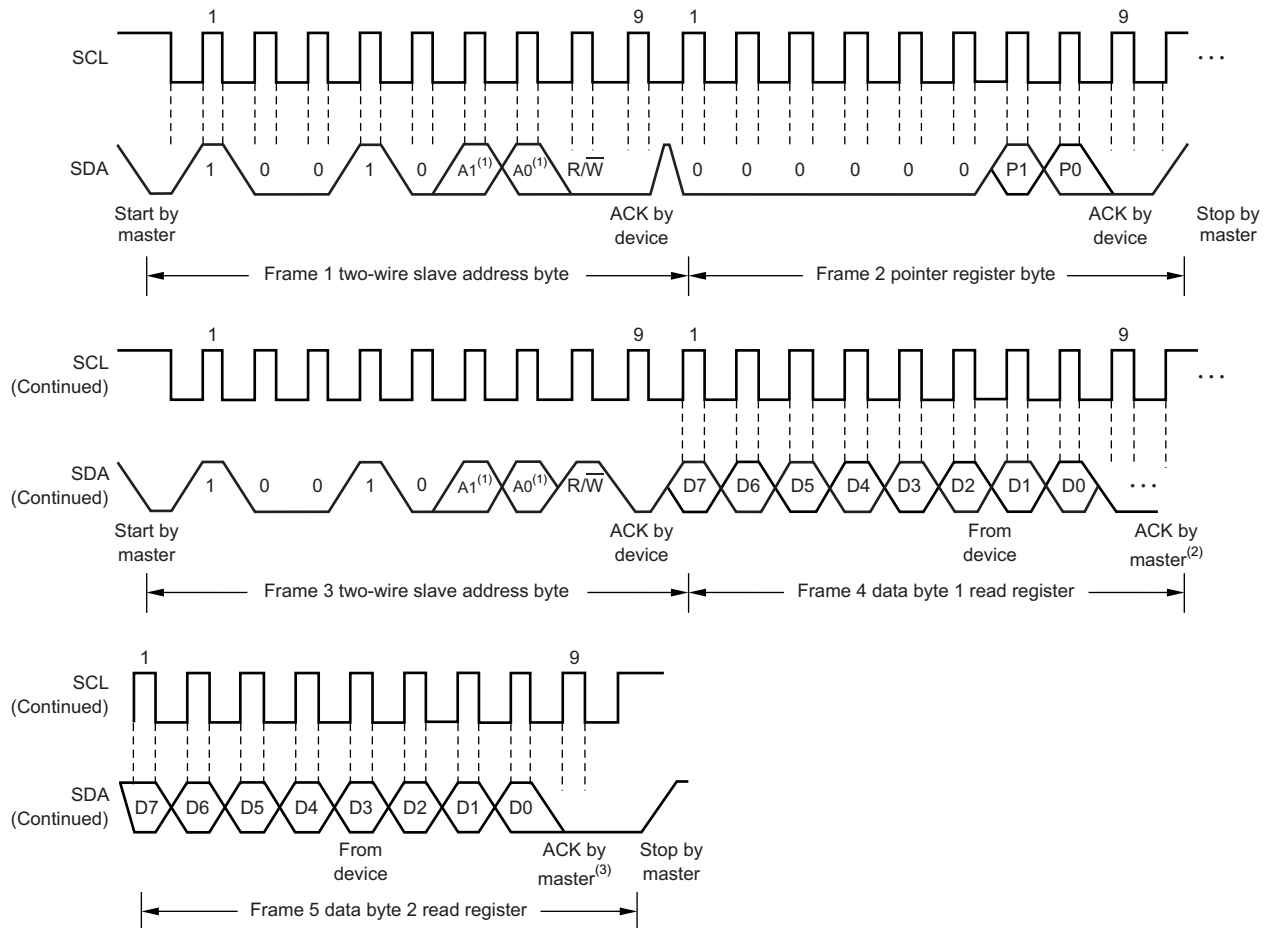 1 9 1 9
SCL ...
SDA 1 0 0 1 0 A1(1) A0(1) R/W 0 0 0 0 0 0 P1 P0
Start by master ACK by device ACK by device Stop by master
Frame 1 two-wire slave address byte Frame 2 pointer register byte
1 9 1 9
SCL (Continued) ...
SDA (Continued) 1 0 0 1 0 A1(1) A0(1) R/W D7 D6 D5 D4 D3 D2 D1 D0 ...
Start by master ACK by device From device ACK by master(2)
Frame 3 two-wire slave address byte Frame 4 data byte 1 read register
1 9
SCL (Continued)
SDA (Continued) D7 D6 D5 D4 D3 D2 D1 D0
From device ACK by master(3) Stop by master
Frame 5 data byte 2 read register